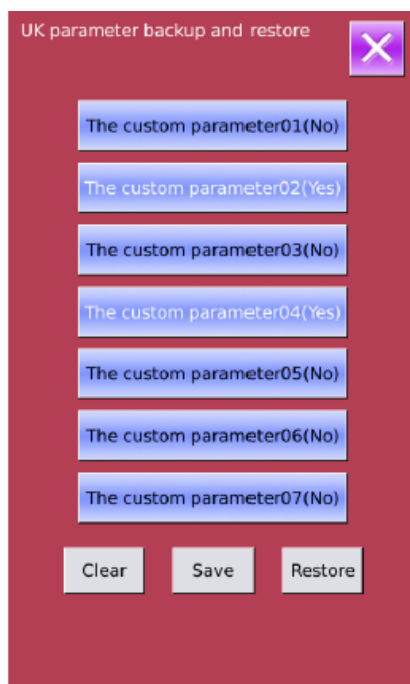 UK parameter backup and restore
The custom parameter01(No)
The custom parameter02(Yes)
The custom parameter03(No)
The custom parameter04(Yes)
The custom parameter05(No)
The custom parameter06(No)
The custom parameter07(No)
Clear Save Restore